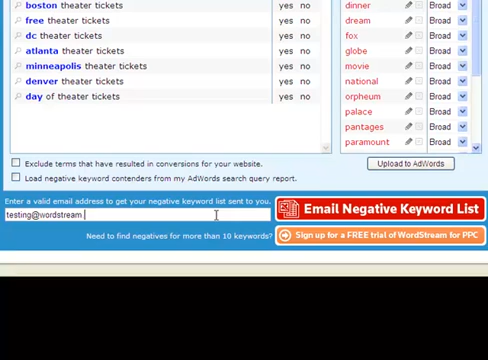 boston theater tickets yes no
free theater tickets yes no
dc theater tickets yes no
atlanta theater tickets yes no
minneapolis theater tickets yes no
denver theater tickets yes no
day of theater tickets yes no
dinner Broad
dream Broad
fox Broad
globe Broad
movie Broad
national Broad
orpheum Broad
palace Broad
pantages Broad
paramount Broad
Exclude terms that have resulted in conversions for your website.
Upload to AdWords
Load negative keyword contenders from my AdWords search query report.
Enter a valid email address to get your negative keyword list sent to you.
testing@wordstream.
Email Negative Keyword List
Need to find negatives for more than 10 keywords?
Sign up for a FREE trial of WordStream for PPC